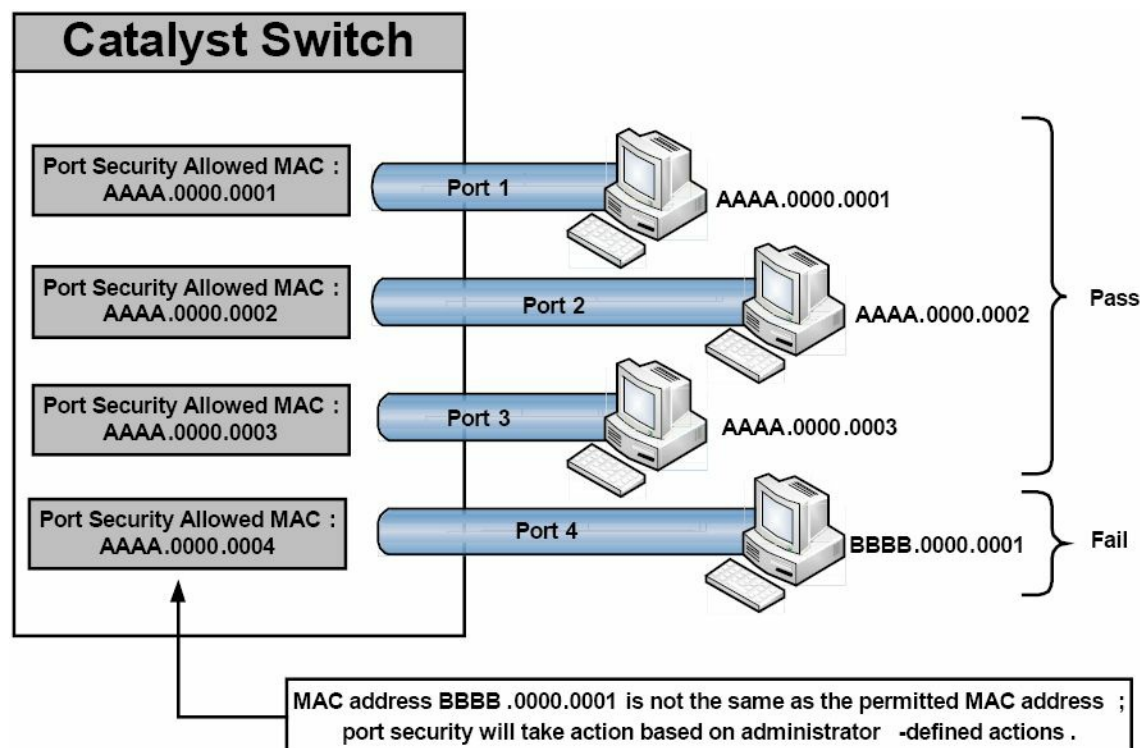 Catalyst Switch
Port Security Allowed MAC :
AAAA.0000.0001
Port 1
AAAA.0000.0001
Port Security Allowed MAC :
AAAA.0000.0002
Port 2
AAAA.0000.0002
Pass
Port Security Allowed MAC :
AAAA.0000.0003
Port 3
AAAA.0000.0003
Port Security Allowed MAC :
AAAA.0000.0004
Port 4
BBBB.0000.0001
Fail
MAC address BBBB .0000.0001 is not the same as the permitted MAC address ;
port security will take action based on administrator -defined actions .